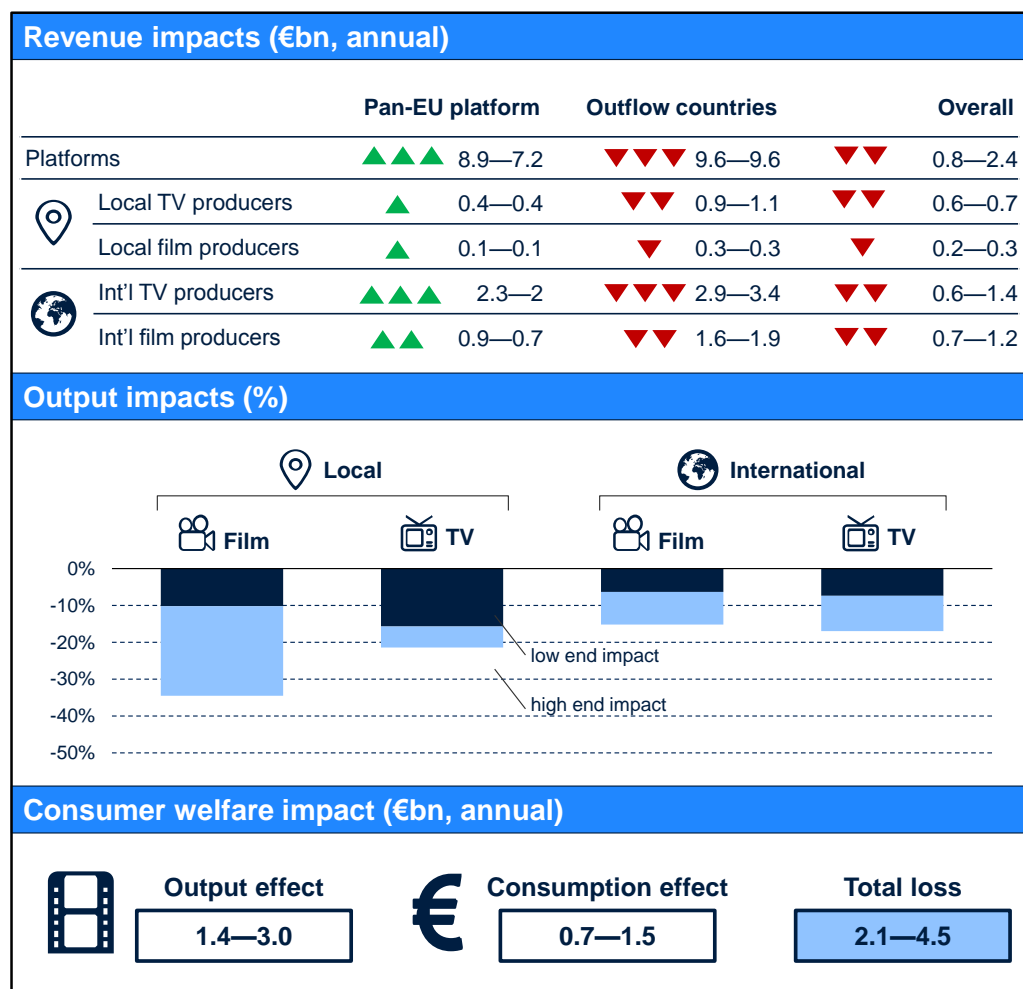 Revenue impacts (€bn, annual)
Pan-EU platform Outflow countries Overall
Platforms 8.9—7.2 9.6—9.6 0.8—2.4
Local TV producers 0.4—0.4 0.9—1.1 0.6—0.7
Local film producers 0.1—0.1 0.3—0.3 0.2—0.3
Int'l TV producers 2.3—2 2.9—3.4 0.6—1.4
Int'l film producers 0.9—0.7 1.6—1.9 0.7—1.2
Output impacts (%)
Local International
Film TV Film TV
0%
-10%
-20%
low end impact
-30%
high end impact
-40%
-50%
Consumer welfare impact (€bn, annual)
Output effect Consumption effect Total loss
€
1.4—3.0 0.7—1.5 2.1—4.5